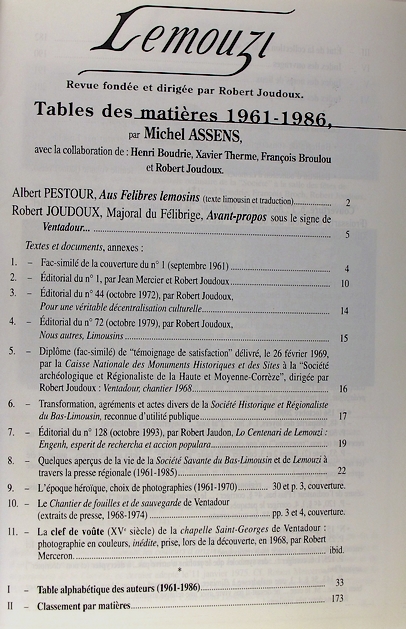 Lemouzi
Revue fondée et dirigée par Robert Joudoux.
Tables des matières 1961-1986,
par Michel ASSENS,
avec la collaboration de : Henri Boudrie, Xavier Therme, François Broulou
et Robert Joudoux.
Albert PESTOUR, Aus Felibres lemosins (texte limousin et traduction)..................... 2
Robert JOUDOUX, Majoral du Félibrige, Avant-propos sous le signe de
Ventadour... ..................... 5
Textes et documents, annexes :
1. – Fac-similé de la couverture du n° 1 (septembre 1961) ..................... 4
2. – Éditorial du n° 1, par Jean Mercier et Robert Joudoux..................... 10
3. – Éditorial du n° 44 (octobre 1972), par Robert Joudoux,
Pour une véritable décentralisation culturelle..................... 14
4. – Éditorial du n° 72 (octobre 1979), par Robert Joudoux,
Nous autres, Limousins..................... 15
5. – Diplôme (fac-similé) de "témoignage de satisfaction" délivré, le 26 février 1969,
par la Caisse Nationale des Monuments Historiques et des Sites à la "Société
archéologique et Régionaliste de la Haute et Moyenne-Corrèze", dirigée par
Robert Joudoux : Ventadour, chantier 1968..................... 16
6. – Transformation, agréments et actes divers de la Société Historique et Régionaliste
du Bas-Limousin, reconnue d'utilité publique..................... 17
7. – Éditorial du n° 128 (octobre 1993), par Robert Jaudon, Lo Centenari de Lemouzi :
Engenh, esperit de recherca et accion populara..................... 19
8. – Quelques aperçus de la vie de la Société Savante du Bas-Limousin et de Lemouzi à
travers la presse régionale (1961-1985)..................... 22
9. – L'époque héroïque, choix de photographies (1961-1970)............ 30 et p. 3, couverture.
10. – Le Chantier de fouilles et de sauvegarde de Ventadour
(extraits de presse, 1968-1974) ..................... pp. 3 et 4, couverture.
11. – La clef de voûte (XVe siècle) de la chapelle Saint-Georges de Ventadour :
photographie en couleurs, inédite, prise, lors de la découverte, en 1968, par Robert
Merceron. ..................... ibid.
*
I – Table alphabétique des auteurs (1961-1986)..................... 33
II – Classement par matières..................... 173